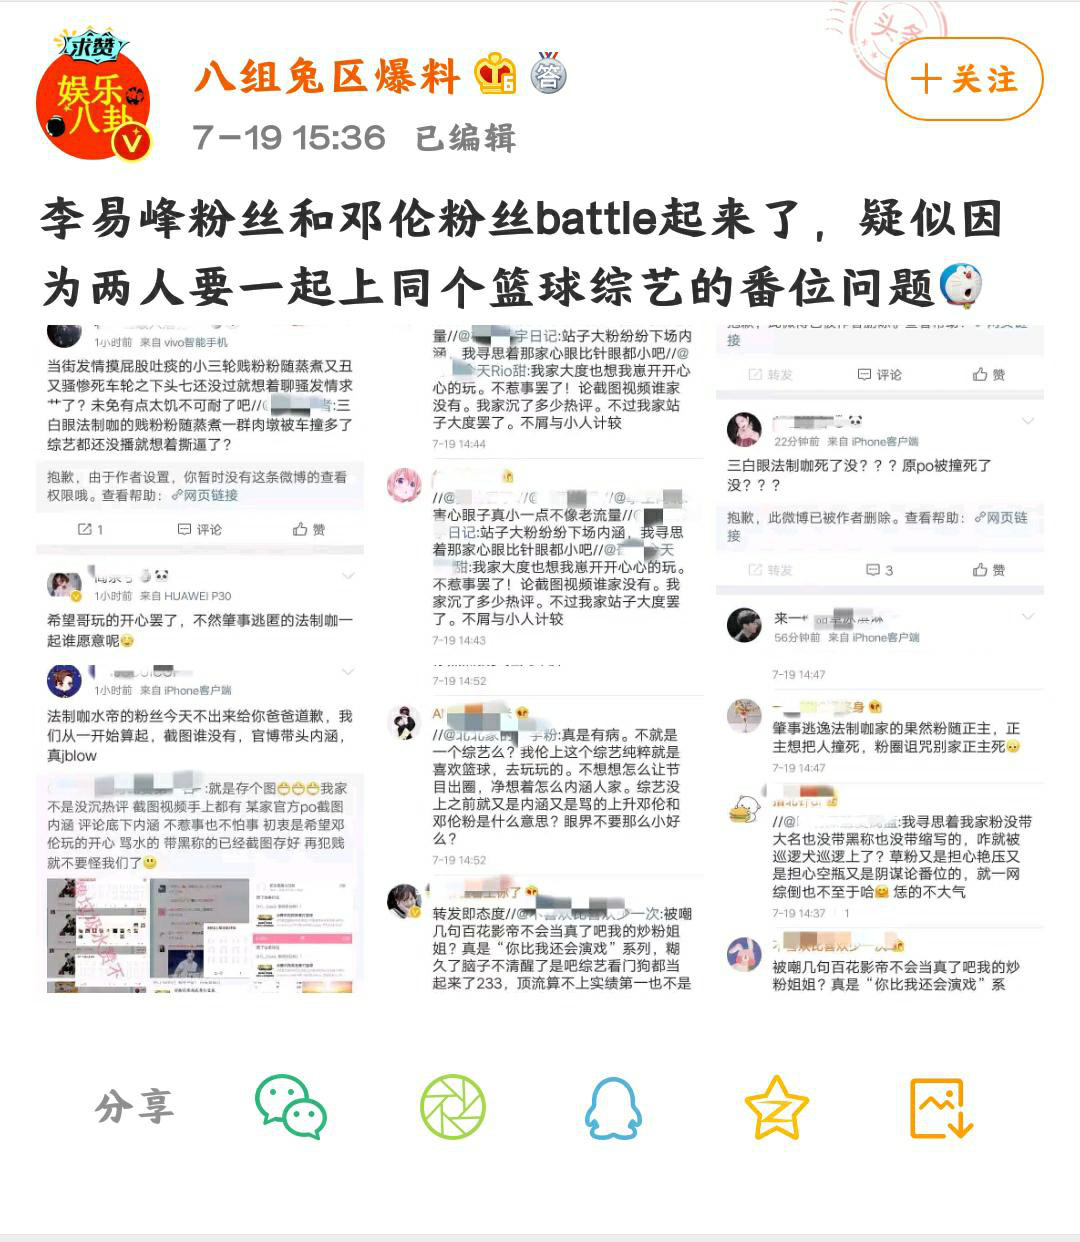 求赞
娱乐
八卦
头条
八组兔区爆料
答
+关注
7-19 15:36 已编辑
李易峰粉丝和邓伦粉丝battle起来了，疑似因
为两人要一起上同个篮球综艺的番位问题
1小时前 来自 vivo智能手机
当街发情摸屁股吐痰的小三轮贱粉粉随蒸煮又丑
又骚惨死车轮之下头七还没过就想着聊骚发情求
艹了？未免有点太饥不可耐了吧//
:三
白眼法制咖的贱粉粉随蒸煮一群肉墩被车撞多了
综艺都还没播就想着撕逼了？
抱歉，由于作者设置，你暂时没有这条微博的查看
权限哦。查看帮助：网页链接
1 评论 赞
1小时前 来自 HUAWEI P30
希望哥玩的开心罢了，不然肇事逃匿的法制咖一
起谁愿意呢
1小时前 来自 iPhone客户端
法制咖水帝的粉丝今天不出来给你爸爸道歉，我
们从一开始算起，截图谁没有，官博带头内涵，
真jblow
:就是存个图😁😁😁我家
不是没沉热评 截图视频手上都有 某家官方po截图
内涵 评论底下内涵 不惹事也不怕事 初衷是希望邓
伦玩的开心 骂水的 带黑称的已经截图存好 再犯贱
就不要怪我们了
量//@
宇日记:站子大粉纷纷下场内
涵，我寻思着那家心眼比针眼都小吧//@
今天Rio甜:我家大度也想我崽开开心
心的玩。不惹事罢了！论截图视频谁家
没有。我家沉了多少热评。不过我家站
子大度罢了。不屑与小人计较
7-19 14:44
//@
害心眼子真小一点不像老流量//
日记:站子大粉纷纷下场内涵，我寻思
着那家心眼比针眼都小吧//@
天
甜:我家大度也想我崽开开心心的玩。
不惹事罢了！论截图视频谁家没有。我
家沉了多少热评。不过我家站子大度罢
了。不屑与小人计较
7-19 14:43
7-19 14:52
//@北北家的
字粉:真是有病。不就是
一个综艺么？我伦上这个综艺纯粹就是
喜欢篮球，去玩玩的。不想想怎么让节
目出圈，净想着怎么内涵人家。综艺没
上之前就又是内涵又是骂的上升邓伦和
邓伦粉是什么意思？眼界不要那么小好
么？
7-19 14:52
转发即态度//@不喜欢比喜欢少一次:被嘲
几句百花影帝不会当真了吧我的炒粉姐
姐？真是“你比我还会演戏”系列，糊
久了脑子不清醒了是吧综艺看门狗都当
起来了233，顶流算不上实绩第一也不是
抱歉，此微博已被作者删除。查看帮助：网页链
接
转发 评论 赞
22分钟前 来自 iPhone客户端
三白眼法制咖死了没？？？原po被撞死了
没？？？
抱歉，此微博已被作者删除。查看帮助：网页链
接
转发 3 赞
来一
56分钟前 来自 iPhone客户端
7-19 14:47
肇事逃逸法制咖家的果然粉随正主，正
主想把人撞死，粉圈诅咒别家正主死
7-19 14:47
//@
:我寻思着我家粉没带
大名也没带黑称也没带缩写的，咋就被
巡逻犬巡逻上了？草粉又是担心艳压又
是担心空瓶又是阴谋论番位的，就一网
综倒也不至于哈 恁的不大气
7-19 14:37 1
不喜欢比喜欢少一次
被嘲几句百花影帝不会当真了吧我的炒
粉姐姐？真是“你比我还会演戏”系
分享